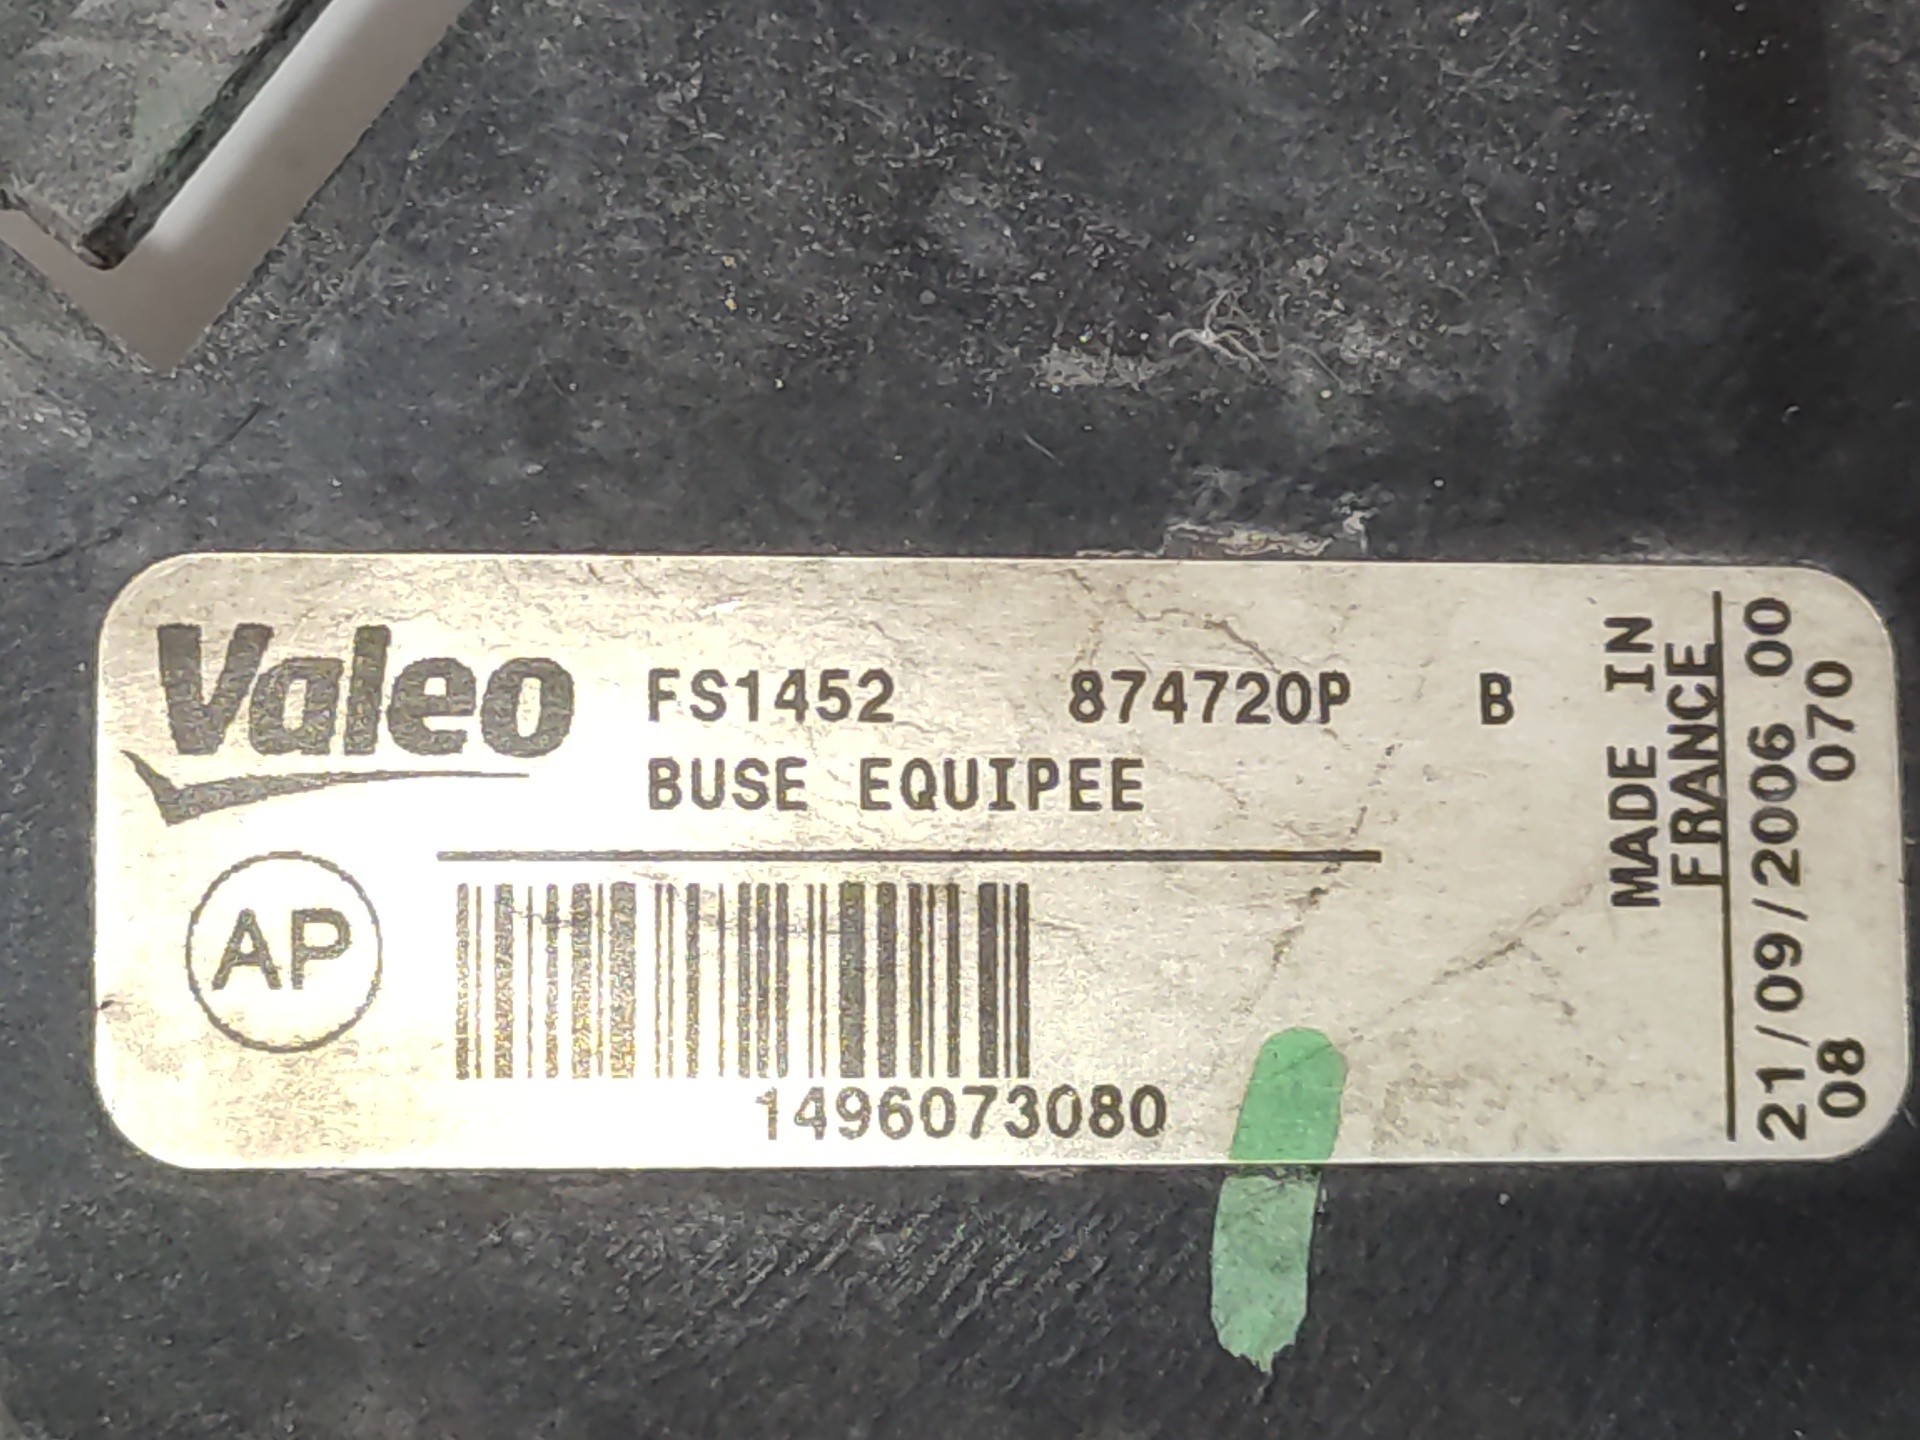 Valeo
FS1452 874720P B
BUSE EQUIPEE
AP
1496073080
MADE IN
FRANCE
21/09/2006 00
08 070